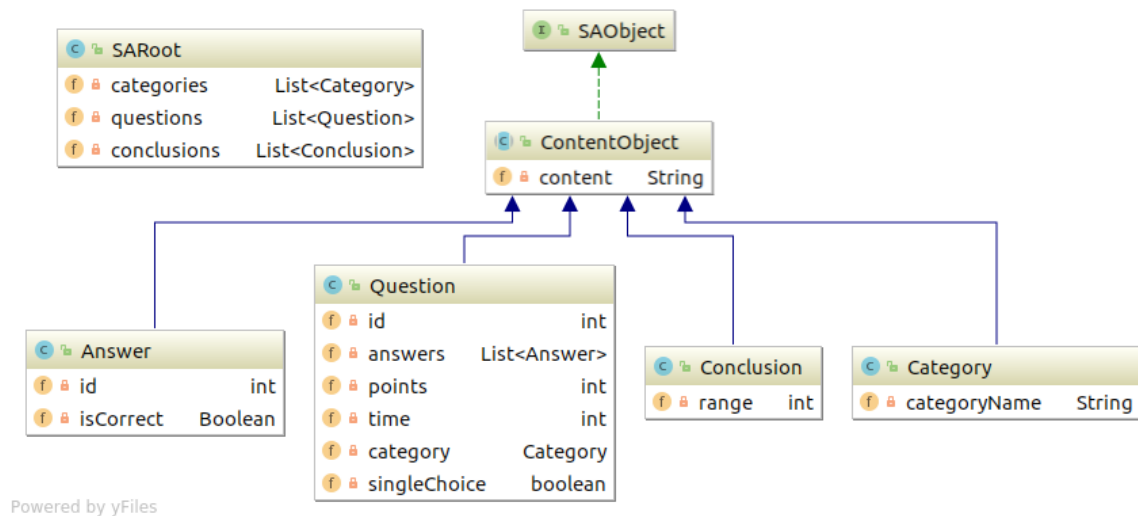 SARoot
categories List<Category>
questions List<Question>
conclusions List<Conclusion>
I SAObject
C ContentObject
f content String
C Answer
f id int
f isCorrect Boolean
C Question
f id int
f answers List<Answer>
f points int
f time int
f category Category
f singleChoice boolean
C Conclusion
f range int
C Category
f categoryName String
Powered by yFiles